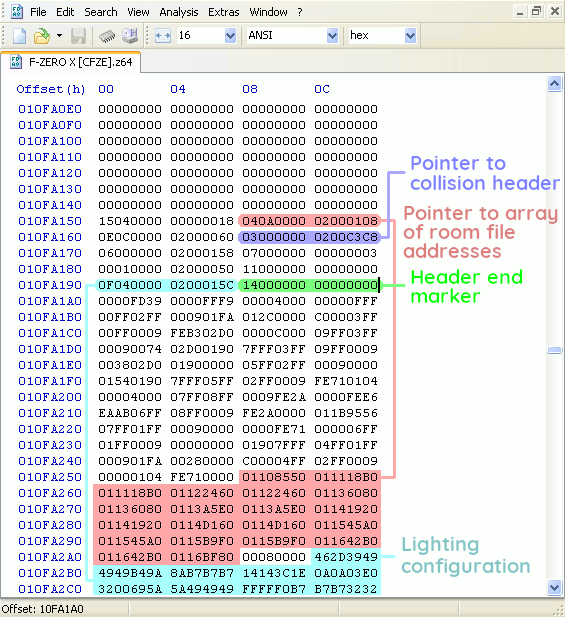 File Edit Search View Analysis Extras Window ?
16 ANSI hex
F-ZERO X [CFZE].z64
Offset(h) 00 04 08 0C
010FA0E0 00000000 00000000 00000000 00000000
010FA0F0 00000000 00000000 00000000 00000000
010FA100 00000000 00000000 00000000 00000000
010FA110 00000000 00000000 00000000 00000000
010FA120 00000000 00000000 00000000 00000000
010FA130 00000000 00000000 00000000 00000000
010FA140 00000000 00000000 00000000 00000000
010FA150 15040000 00000018 040A0000 02000108
010FA160 0E0C0000 02000060 03000000 0200C3C8
010FA170 06000000 02000158 07000000 00000003
010FA180 00010000 02000050 11000000 00000000
010FA190 0F040000 0200015C 14000000 00000000
010FA1A0 0000FD39 0000FFF9 00004000 00000FFF
010FA1B0 00FF02FF 000901FA 012C0000 C00003FF
010FA1C0 00FF0009 FEB302D0 0000C000 09FF03FF
010FA1D0 00090074 02D00197 7FFF03FF 09FF0009
010FA1E0 003802D0 01900000 05FF02FF 00090000
010FA1F0 01540190 7FFF05FF 02FF0009 FE710104
010FA200 00004000 07FF08FF 0009FE2A 0000FEE6
010FA210 EAAB06FF 08FF0009 FE2A0000 011B9556
010FA220 07FF01FF 00090000 0000FE71 000006FF
010FA230 01FF0009 00000000 01907FFF 04FF01FF
010FA240 000901FA 00280000 C00004FF 02FF0009
010FA250 00000104 FE710000 01108550 011118B0
010FA260 011118B0 01122460 01122460 01136080
010FA270 01136080 0113A5E0 0113A5E0 01141920
010FA280 01141920 0114D160 0114D160 011545A0
010FA290 011545A0 0115B9F0 0115B9F0 011642B0
010FA2A0 011642B0 0116BF80 00080000 462D3949
010FA2B0 4949B49A 8AB7B7B7 14143C1E 0A0A03E0
010FA2C0 3200695A 5A494949 FFFFF0B7 B7B73232
Pointer to
collision header
Pointer to array
of room file
addresses
Header end
marker
Lighting
configuration
Offset: 10FA1A0